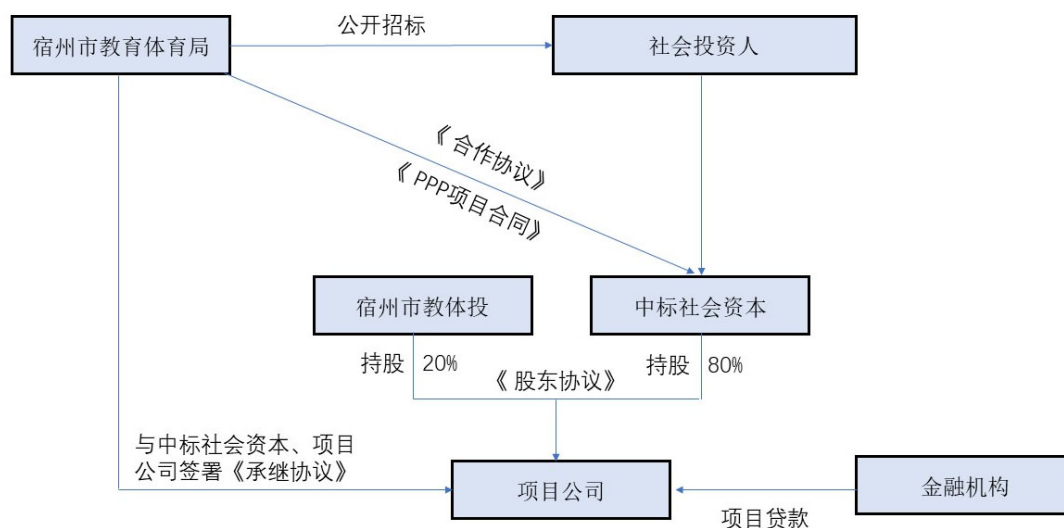 公开招标
宿州市教育体育局
社会投资人
《合作协议》
《PPP项目合同》
宿州市教体投
中标社会资本
持股 20%
持股 80%
《股东协议》
与中标社会资本、项目
公司签署《承继协议》
项目公司
金融机构
项目贷款